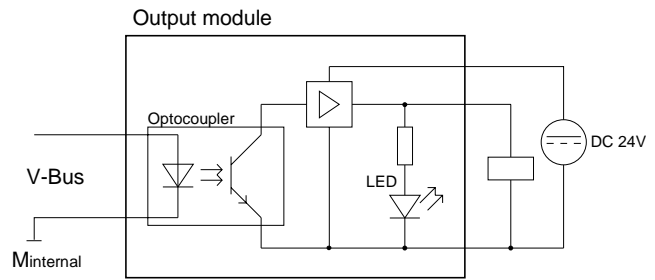 Output module
Optocoupler
DC 24V
V-Bus
LED
Minternal